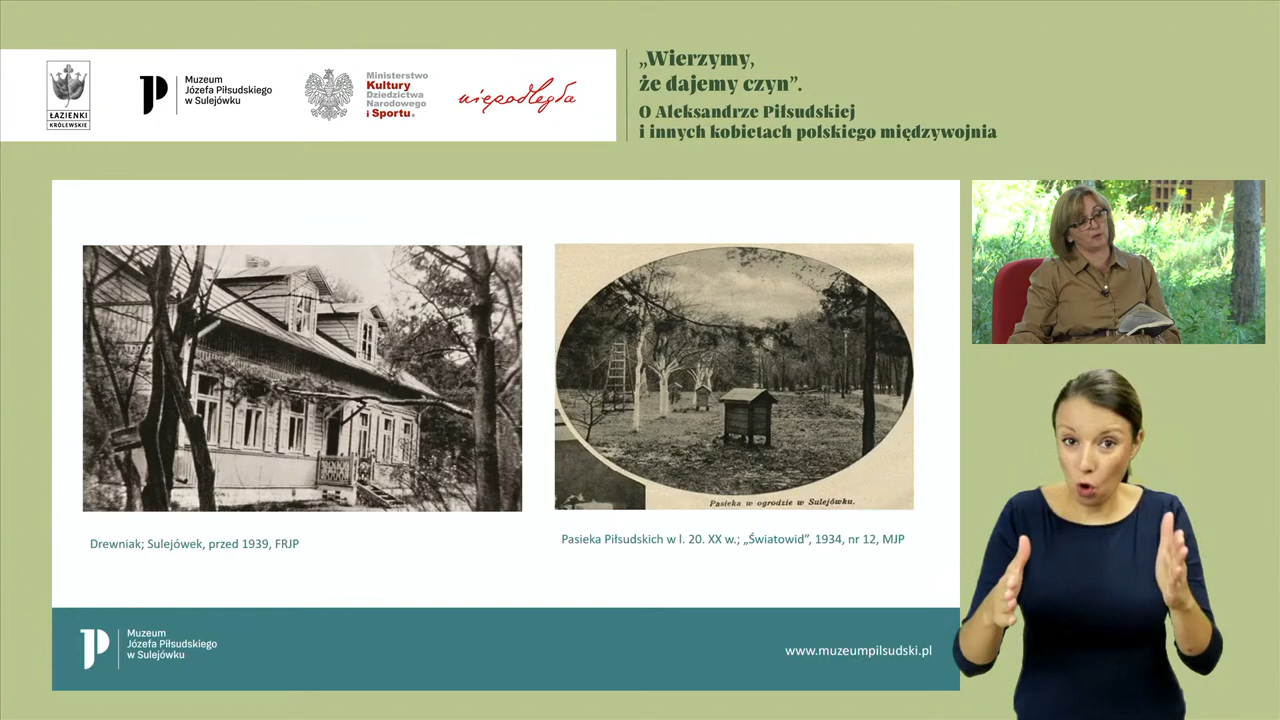 ŁAZIENKI
KRÓLEWSKIE
Muzeum
Józefa Piłsudskiego
w Sulejówku
Ministerstwo
Kultury
Dziedzictwa
Narodowego
i Sportu.
niepodległa
„Wierzymy,
że dajemy czyn”.
O Aleksandrze Piłsudskiej
i innych kobietach polskiego międzywojnia
Pasieka w ogrodzie w Sulejówku.
Drewniak; Sulejówek, przed 1939, FRJP
Pasieka Piłsudskich w l. 20. XX w.; „Światowid”, 1934, nr 12, MJP
Muzeum
Józefa Piłsudskiego
w Sulejówku
www.muzeumpilsudski.pl